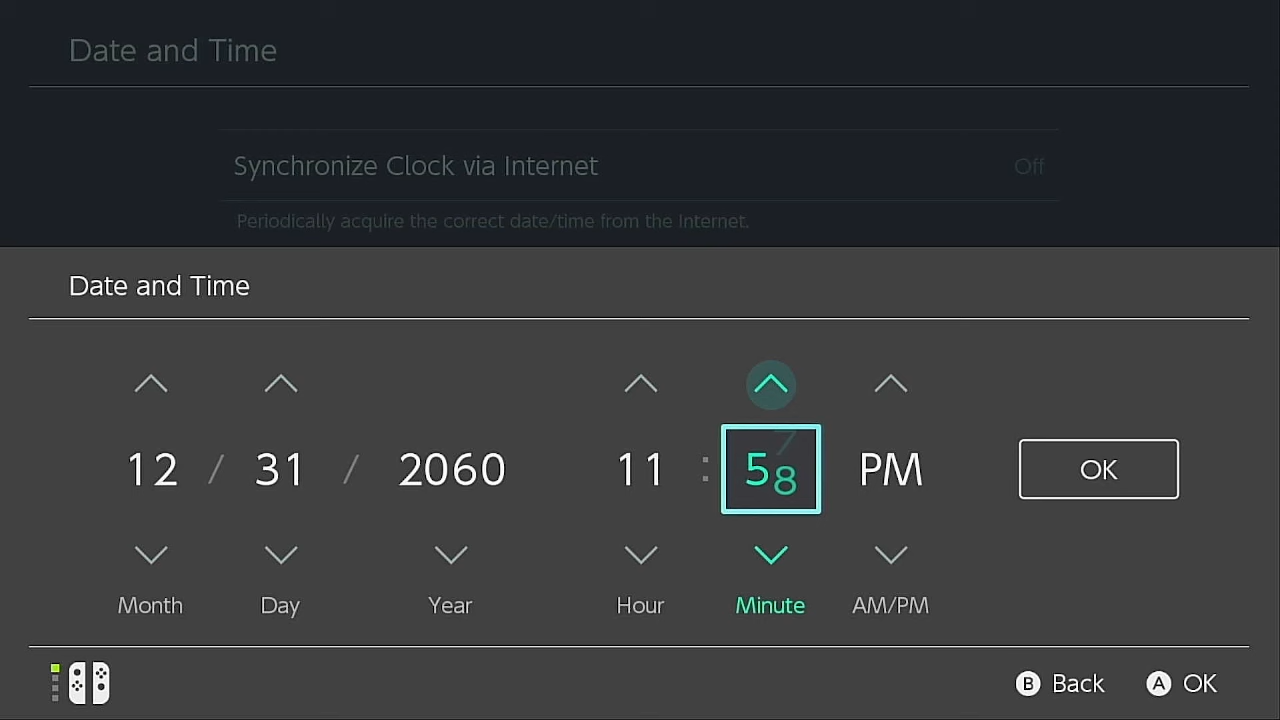 Date and Time
Synchronize Clock via Internet Off
Periodically acquire the correct date/time from the Internet.
Date and Time
7
12 / 31 / 2060 11 : 58 PM OK
Month Day Year Hour Minute AM/PM
B Back A OK